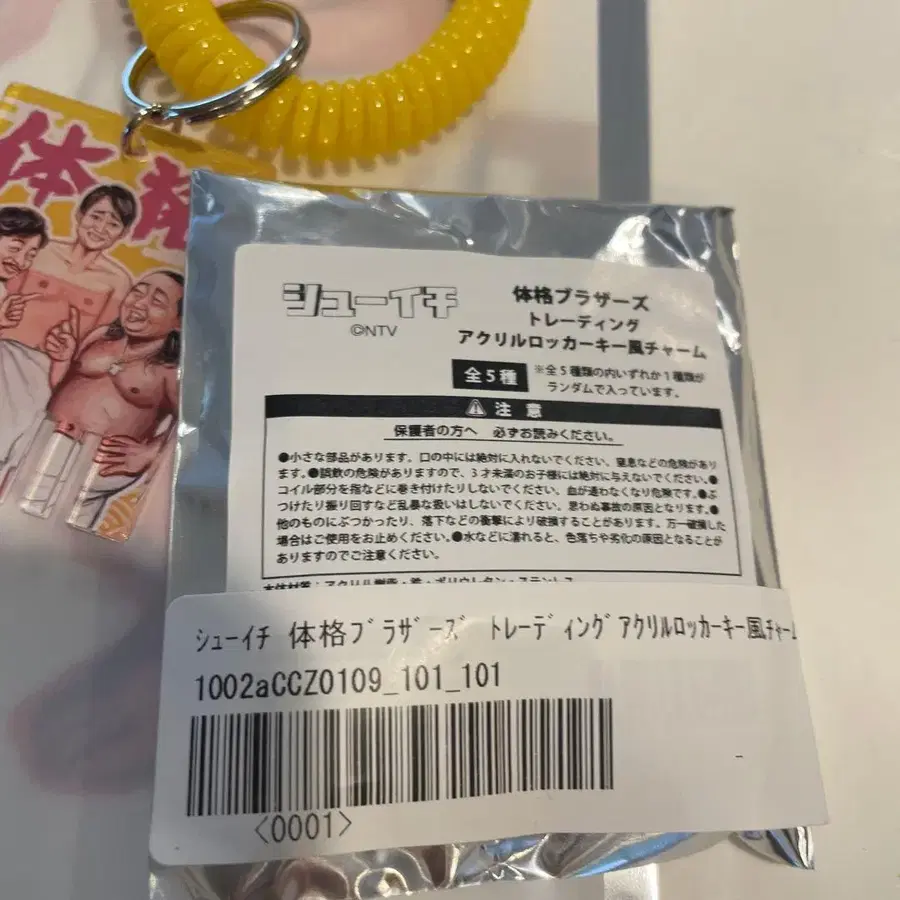 体格
シューイチ
©NTV
体格ブラザーズ
トレーディング
アクリルロッカーキー風チャーム
全5種
※全5種類の内いずれか1種類が
ランダムで入っています。
注 意
保護者の方へ 必ずお読みください。
●小さな部品があります。口の中には絶対に入れないでください。窒息などの危険があり
ます。●誤飲の危険がありますので、3才未満のお子様には絶対に与えないでください。●
コイル部分を指などに巻き付けたりしないでください。血が通わなくなり危険です。●ぶ
つけたり振り回すなど乱暴な扱いはしないでください。思わぬ事故の原因となります。●
他のものにぶつかったり、落下などの衝撃により破損することがあります。万一破損した
場合はご使用をお止めください。●水などに濡れると、色落ちや劣化の原因となることが
ありますのでご注意ください。
シューイチ 体格ブラザーズ トレーディングアクリルロッカーキー風チャーム
1002aCCZ0109_101_101
<0001>